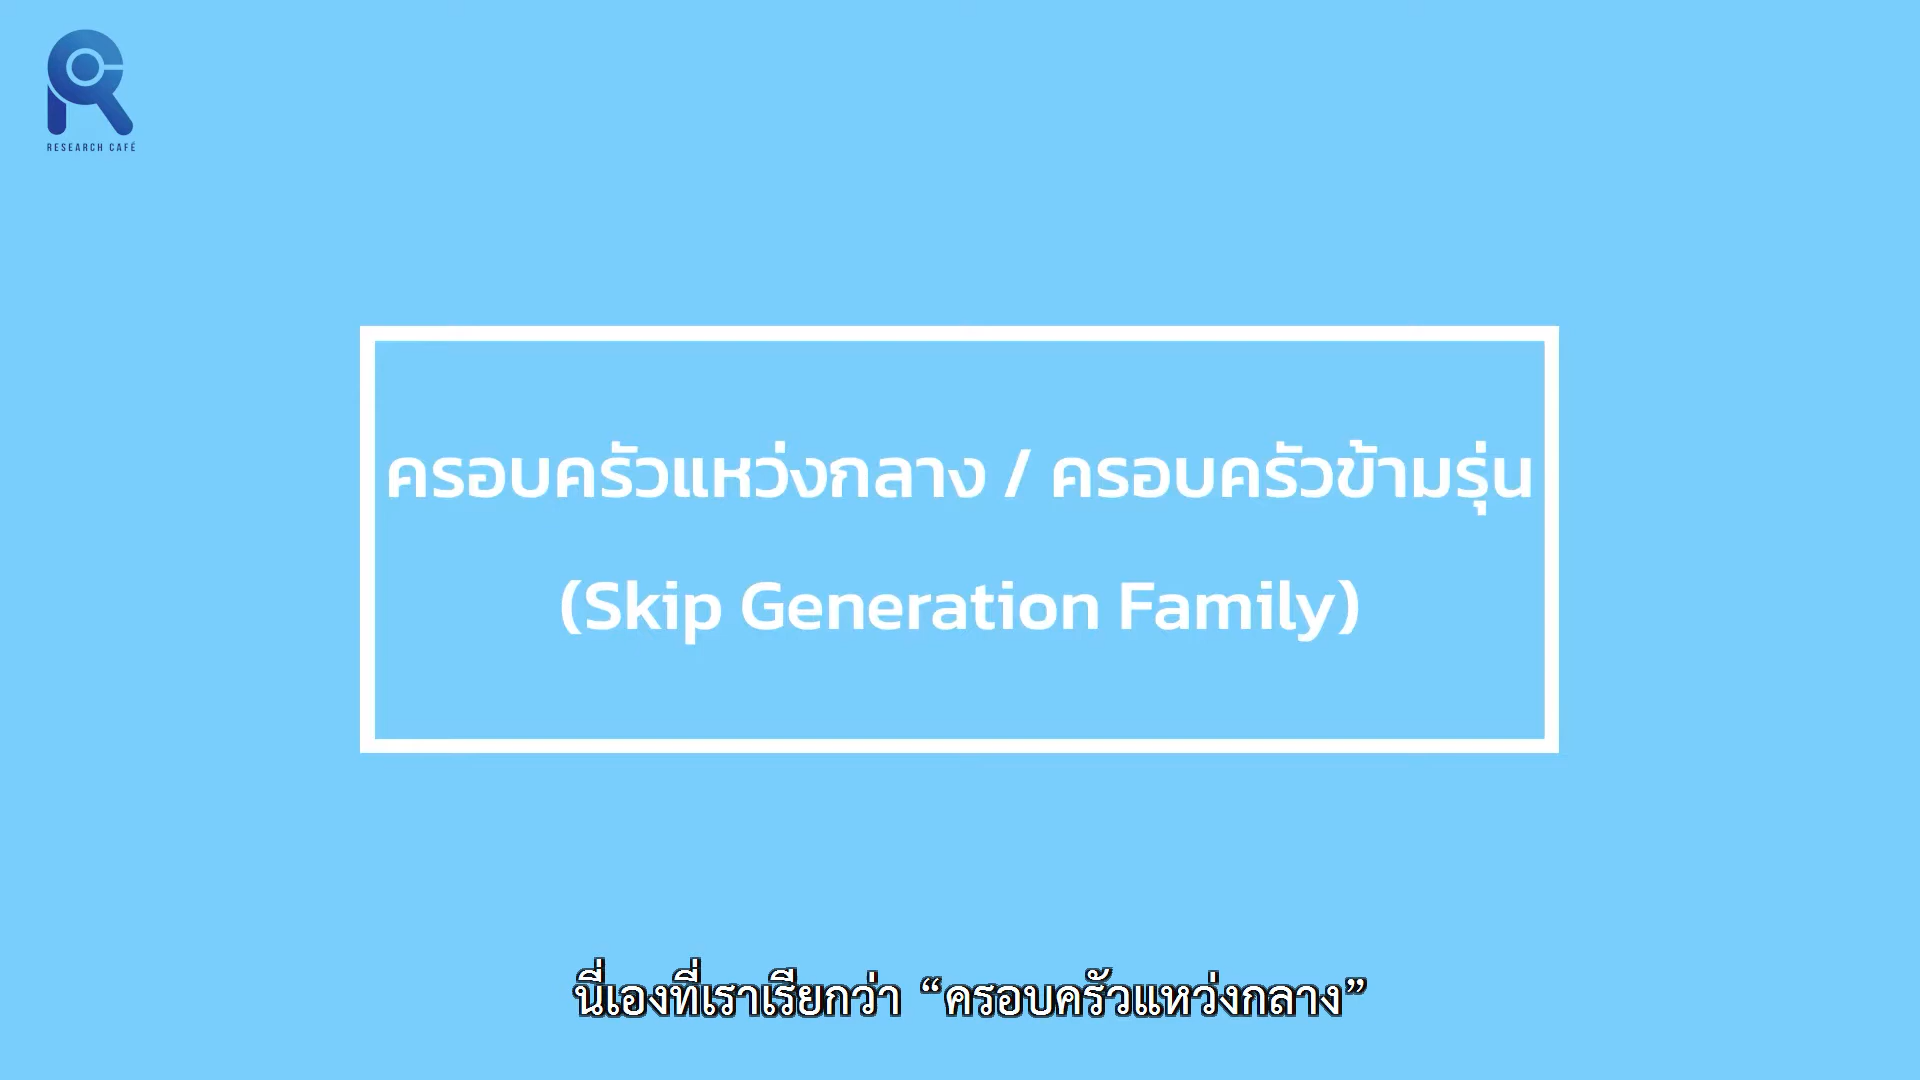 RESEARCH CAFÉ
ครอบครัวแหว่งกลาง / ครอบครัวข้ามรุ่น
(Skip Generation Family)
นี่เองที่เราเรียกว่า “ครอบครัวแหว่งกลาง”